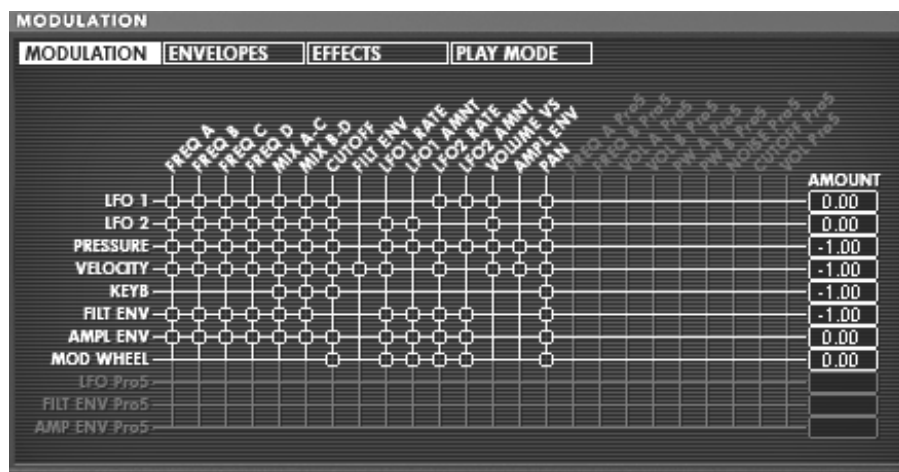 MODULATION
MODULATION ENVELOPES EFFECTS PLAY MODE
FREQ A
FREQ B
FREQ C
FREQ D
MIX A-C
MIX B-D
CUTOFF
FILT ENV
LFO1 RATE
LFO1 AMNT
LFO2 RATE
LFO2 AMNT
VOLUME VS
AMPL ENV
PAN
FREQ A Pro5
FREQ B Pro5
VOL A Pro5
VOL B Pro5
PW A Pro5
PW B Pro5
NOISE Pro5
CUTOFF Pro5
VOL Pro5
AMOUNT
LFO 1 0.00
LFO 2 0.00
PRESSURE -1.00
VELOCITY -1.00
KEYB -1.00
FILT ENV -1.00
AMPL ENV 0.00
MOD WHEEL 0.00
LFO Pro5
FILT ENV Pro5
AMP ENV Pro5